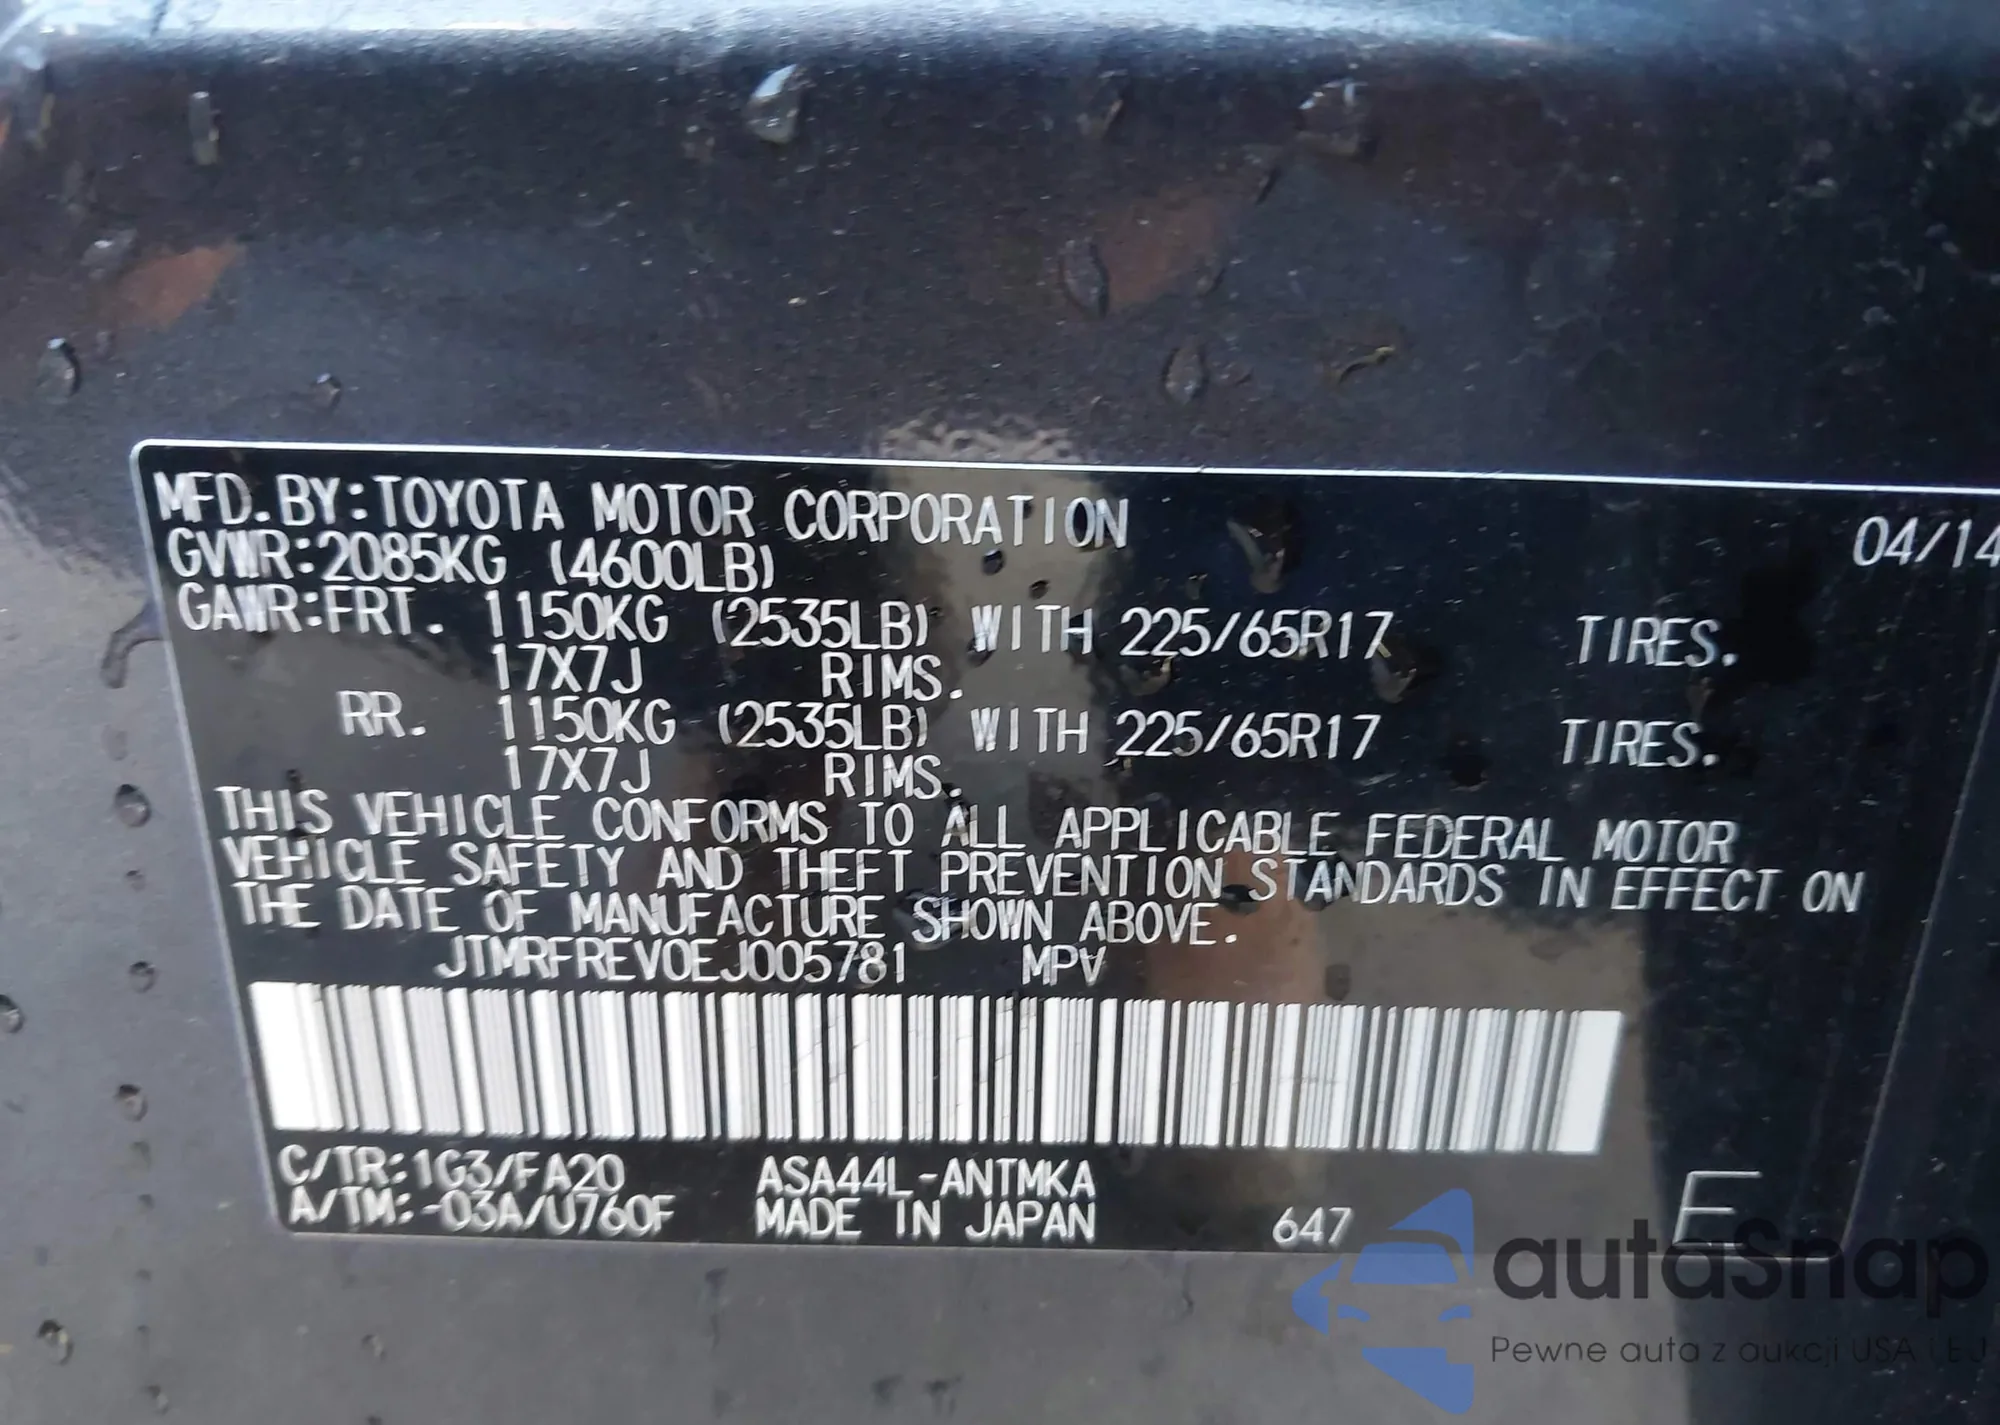 MFD.BY:TOYOTA MOTOR CORPORATION 04/14
GVWR:2085KG (4600LB)
GAWR:FRT. 1150KG (2535LB) WITH 225/65R17 TIRES.
17X7J RIMS.
RR. 1150KG (2535LB) WITH 225/65R17 TIRES.
17X7J RIMS.
THIS VEHICLE CONFORMS TO ALL APPLICABLE FEDERAL MOTOR
VEHICLE SAFETY AND THEFT PREVENTION STANDARDS IN EFFECT ON
THE DATE OF MANUFACTURE SHOWN ABOVE.
JTMRFREV0EJ005781 MPV
C/TR:1G3/FA20 ASA44L-ANTMKA
A/TM:-03A/U760F MADE IN JAPAN 647 E
autaSnap
Pewne auta z aukcji USA i EJ